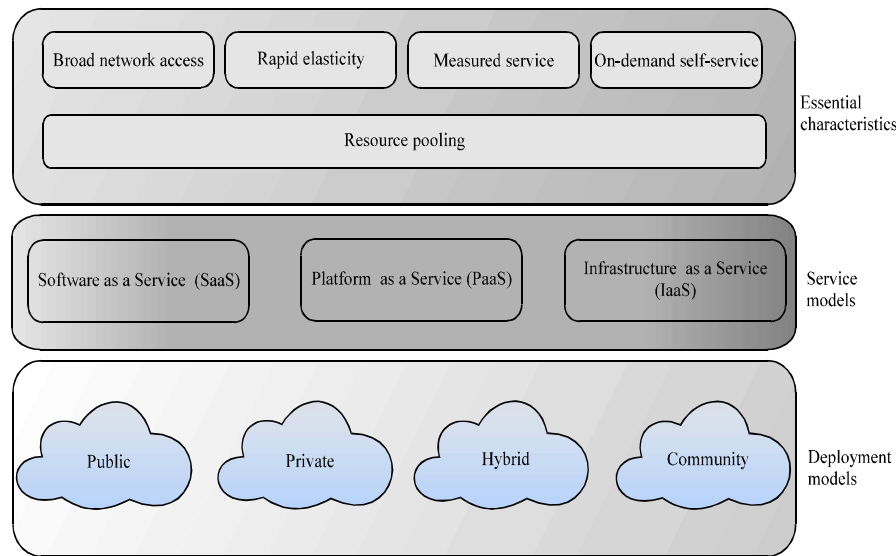 Broad network access
Rapid elasticity
Measured service
On-demand self-service
Resource pooling
Essential
characteristics
Software as a Service (SaaS)
Platform as a Service (PaaS)
Infrastructure as a Service
(IaaS)
Service
models
Public
Private
Hybrid
Community
Deployment
models